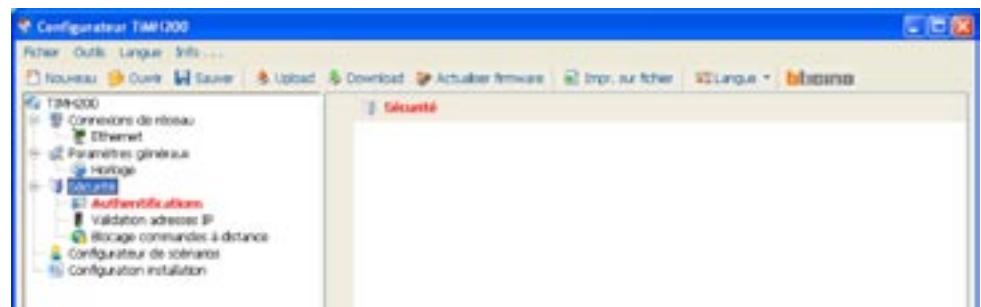 Configurateur TiMH200
Fichier Outils Langue Info ...
Nouveau Ouvrir Sauver Upload Download Actualiser firmware Impr. sur fichier Langue bticino
TiMH200
Sécurité
Connexions de réseau
Ethernet
Paramètres généraux
Horloge
Sécurité
Authentifications
Validation adresses IP
Blocage commandes à distance
Configurateur de scénarios
Configuration installation